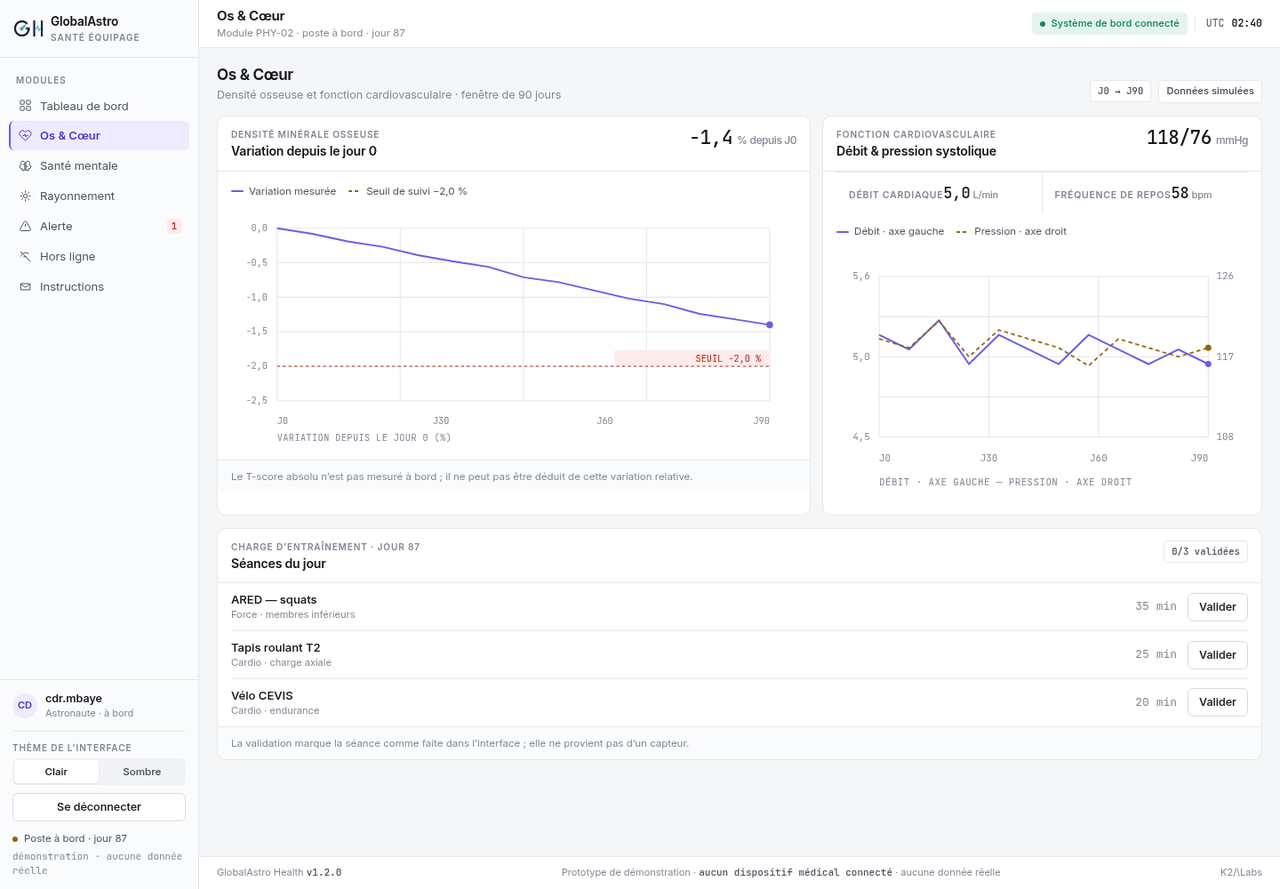 GH GlobalAstro
SANTÉ ÉQUIPAGE
MODULES
Tableau de bord
Os & Cœur
Santé mentale
Rayonnement
Alerte 1
Hors ligne
Instructions
CD cdr.mbaye
Astronaute · à bord
THÈME DE L’INTERFACE
Clair Sombre
Se déconnecter
Poste à bord · jour 87
démonstration · aucune donnée
réelle
Os & Cœur
Module PHY-02 · poste à bord · jour 87
Système de bord connecté UTC 02:40
Os & Cœur
Densité osseuse et fonction cardiovasculaire · fenêtre de 90 jours
J0 → J90 Données simulées
DENSITÉ MINÉRALE OSSEUSE
Variation depuis le jour 0
-1,4 % depuis J0
Variation mesurée Seuil de suivi −2,0 %
0,0
-0,5
-1,0
-1,5
SEUIL -2,0 %
-2,0
-2,5
J0 J30 J60 J90
VARIATION DEPUIS LE JOUR 0 (%)
Le T-score absolu n’est pas mesuré à bord ; il ne peut pas être déduit de cette variation relative.
FONCTION CARDIOVASCULAIRE
Débit & pression systolique
118/76 mmHg
DÉBIT CARDIAQUE5,0 L/min FRÉQUENCE DE REPOS58 bpm
Débit · axe gauche Pression · axe droit
5,6 126
5,0 117
4,5 108
J0 J30 J60 J90
DÉBIT · AXE GAUCHE — PRESSION · AXE DROIT
CHARGE D’ENTRAÎNEMENT · JOUR 87
Séances du jour
0/3 validées
ARED — squats
Force · membres inférieurs
35 min Valider
Tapis roulant T2
Cardio · charge axiale
25 min Valider
Vélo CEVIS
Cardio · endurance
20 min Valider
La validation marque la séance comme faite dans l’interface ; elle ne provient pas d’un capteur.
GlobalAstro Health v1.2.0 Prototype de démonstration · aucun dispositif médical connecté · aucune donnée réelle K2/\Labs